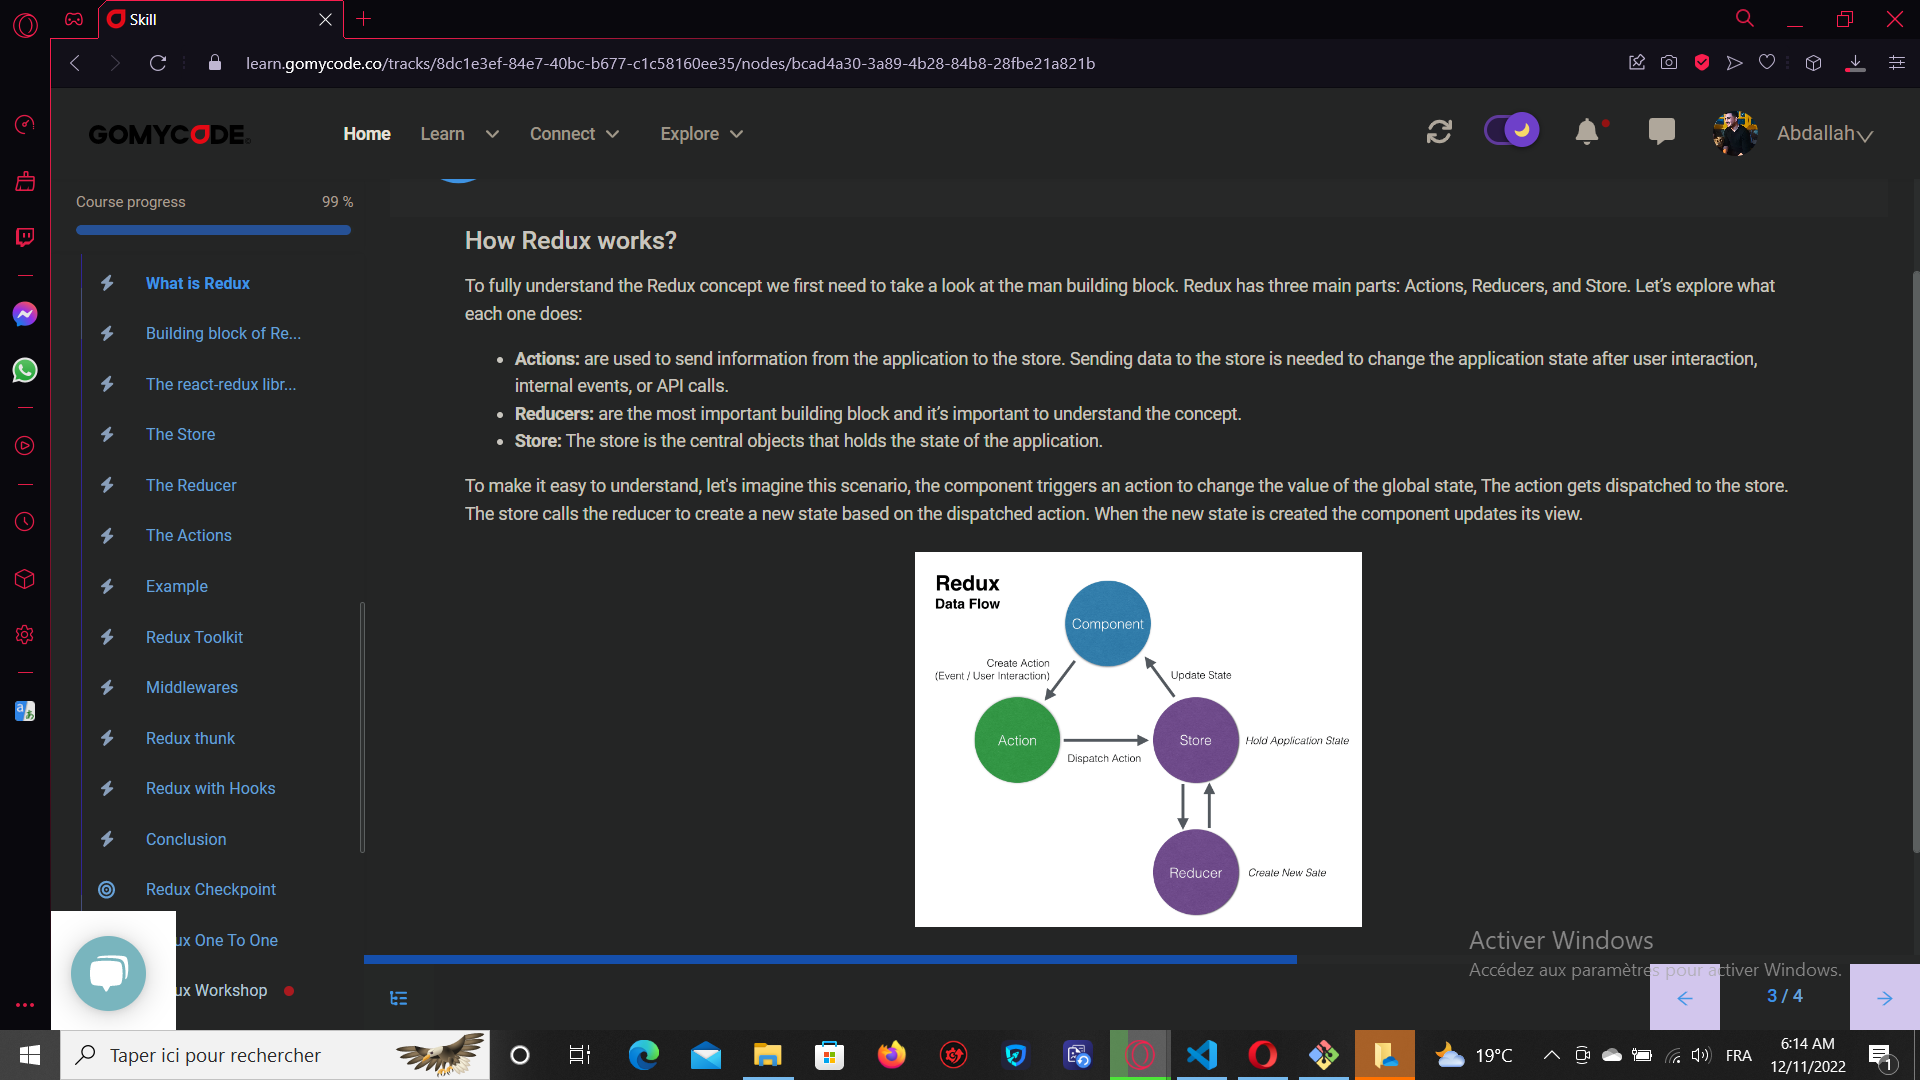 Skill
learn.gomycode.co/tracks/8dc1e3ef-84e7-40bc-b677-c1c58160ee35/nodes/bcad4a30-3a89-4b28-84b8-28fbe21a821b
GOMYCODE
Home
Learn
Connect
Explore
Abdallah
Course progress
99 %
What is Redux
Building block of Re...
The react-redux libr...
The Store
The Reducer
The Actions
Example
Redux Toolkit
Middlewares
Redux thunk
Redux with Hooks
Conclusion
Redux Checkpoint
ux One To One
ux Workshop
How Redux works?
To fully understand the Redux concept we first need to take a look at the man building block. Redux has three main parts: Actions, Reducers, and Store. Let’s explore what
each one does:
• Actions: are used to send information from the application to the store. Sending data to the store is needed to change the application state after user interaction,
internal events, or API calls.
• Reducers: are the most important building block and it’s important to understand the concept.
• Store: The store is the central objects that holds the state of the application.
To make it easy to understand, let's imagine this scenario, the component triggers an action to change the value of the global state, The action gets dispatched to the store.
The store calls the reducer to create a new state based on the dispatched action. When the new state is created the component updates its view.
Redux
Data Flow
Component
Create Action
(Event / User Interaction)
Update State
Action
Dispatch Action
Store
Hold Application State
Reducer
Create New Sate
Activer Windows
Accédez aux paramètres pour activer Windows.
3 / 4
Taper ici pour rechercher
19°C
FRA
6:14 AM
12/11/2022
1